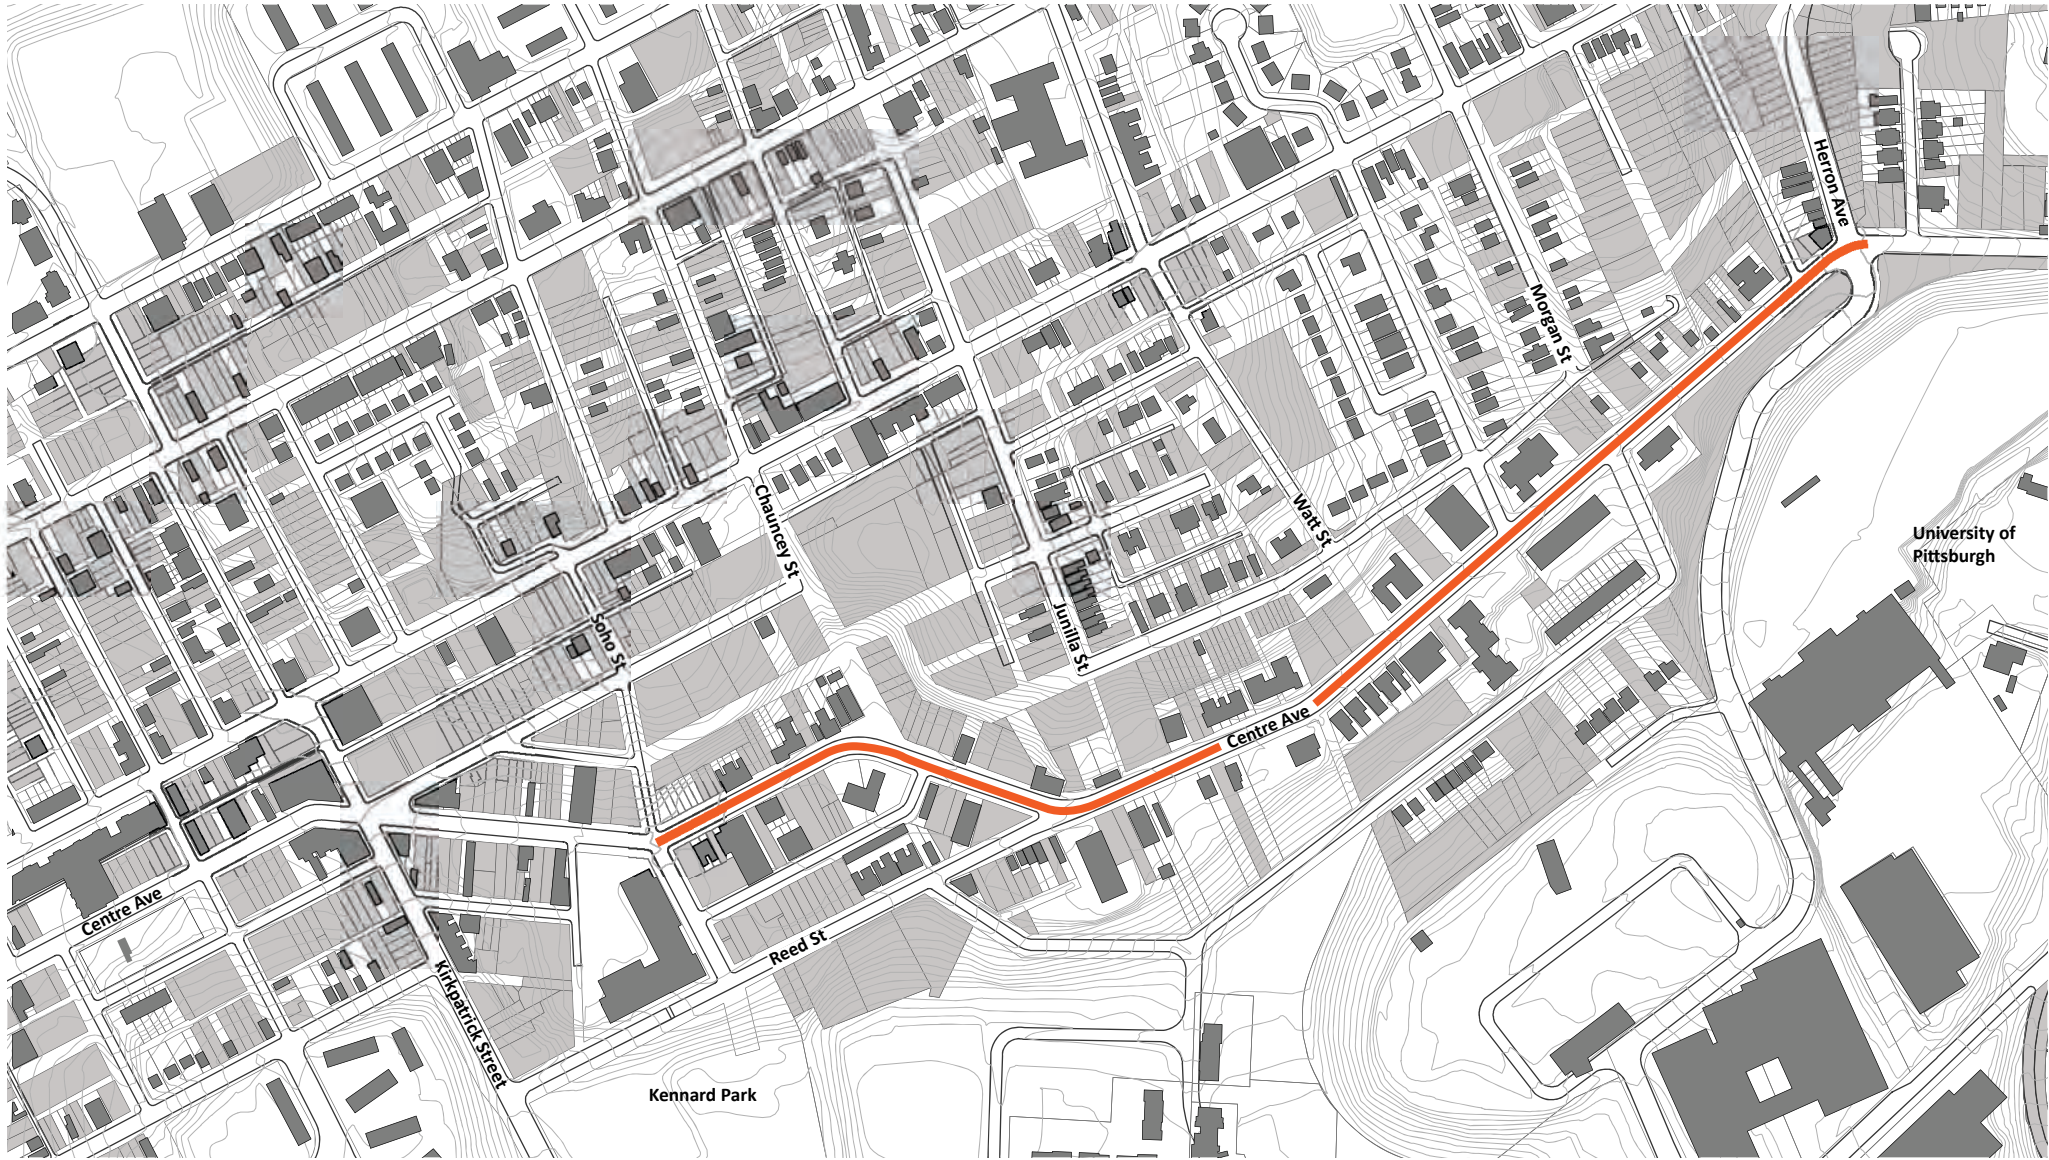 Herron Ave
Morgan St
Chauncey St
Watt St
University of
Pittsburgh
Soho St
Junilla St
Centre Ave
Centre Ave
Reed St
Kirkpatrick Street
Kennard Park